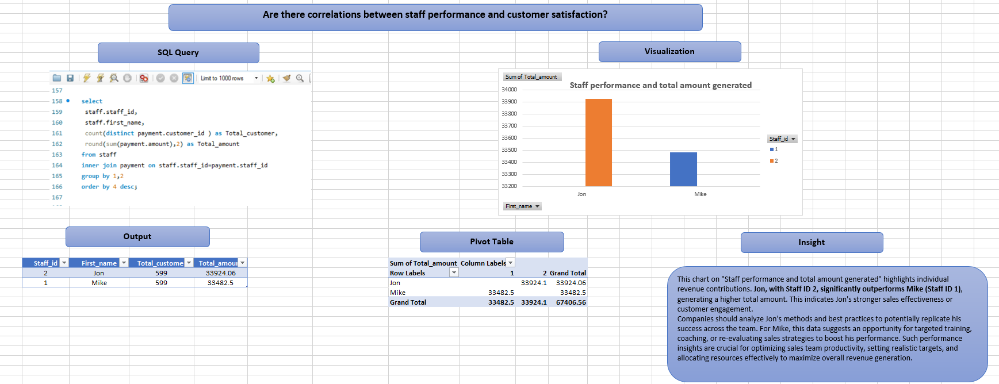 Are there correlations between staff performance and customer satisfaction?
SQL Query
Visualization
Limit to 1000 rows
157
158 select
159 staff.staff_id,
160 staff.first_name,
161 count(distinct payment.customer_id ) as Total_customer,
162 round(sum(payment.amount),2) as Total_amount
163 from staff
164 inner join payment on staff.staff_id=payment.staff_id
165 group by 1,2
166 order by 4 desc;
167
Sum of Total_amount
Staff performance and total amount generated
34000
33900
33800
33700
33600
33500
33400
33300
33200
Jon Mike
Staff_id
1
2
First_name
Output
Staff_id First_name Total_custome Total_amour
2 Jon 599 33924.06
1 Mike 599 33482.5
Pivot Table
Sum of Total_amount Column Labels
Row Labels 1 2 Grand Total
Jon 33924.1 33924.06
Mike 33482.5 33482.5
Grand Total 33482.5 33924.1 67406.56
Insight
This chart on "Staff performance and total amount generated" highlights individual
revenue contributions. Jon, with Staff ID 2, significantly outperforms Mike (Staff ID 1),
generating a higher total amount. This indicates Jon's stronger sales effectiveness or
customer engagement.
Companies should analyze Jon's methods and best practices to potentially replicate his
success across the team. For Mike, this data suggests an opportunity for targeted training,
coaching, or re-evaluating sales strategies to boost his performance. Such performance
insights are crucial for optimizing sales team productivity, setting realistic targets, and
allocating resources effectively to maximize overall revenue generation.